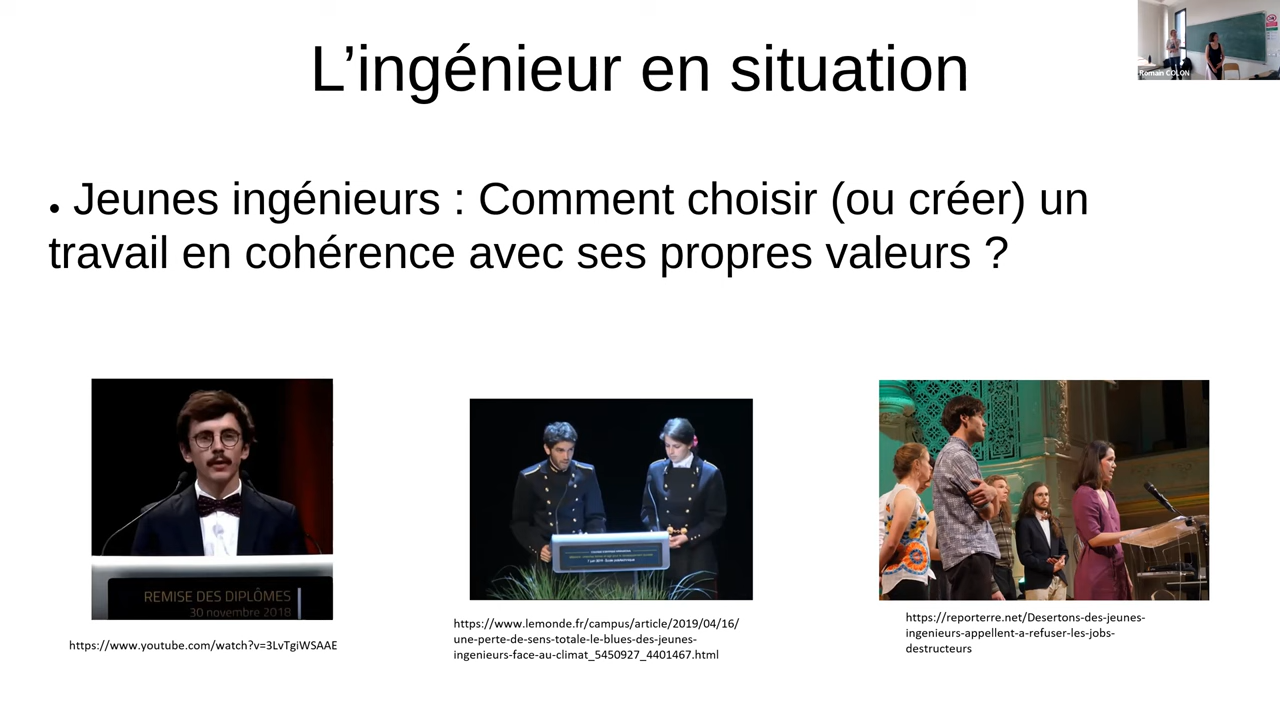 L’ingénieur en situation
Romain COLON
• Jeunes ingénieurs : Comment choisir (ou créer) un
travail en cohérence avec ses propres valeurs ?
REMISE DES DIPLÔMES
30 novembre 2018
https://www.youtube.com/watch?v=3LvTgiWSAAE
https://www.lemonde.fr/campus/article/2019/04/16/
une-perte-de-sens-totale-le-blues-des-jeunes-
ingenieurs-face-au-climat_5450927_4401467.html
https://reporterre.net/Desertons-des-jeunes-
ingenieurs-appellent-a-refuser-les-jobs-
destructeurs